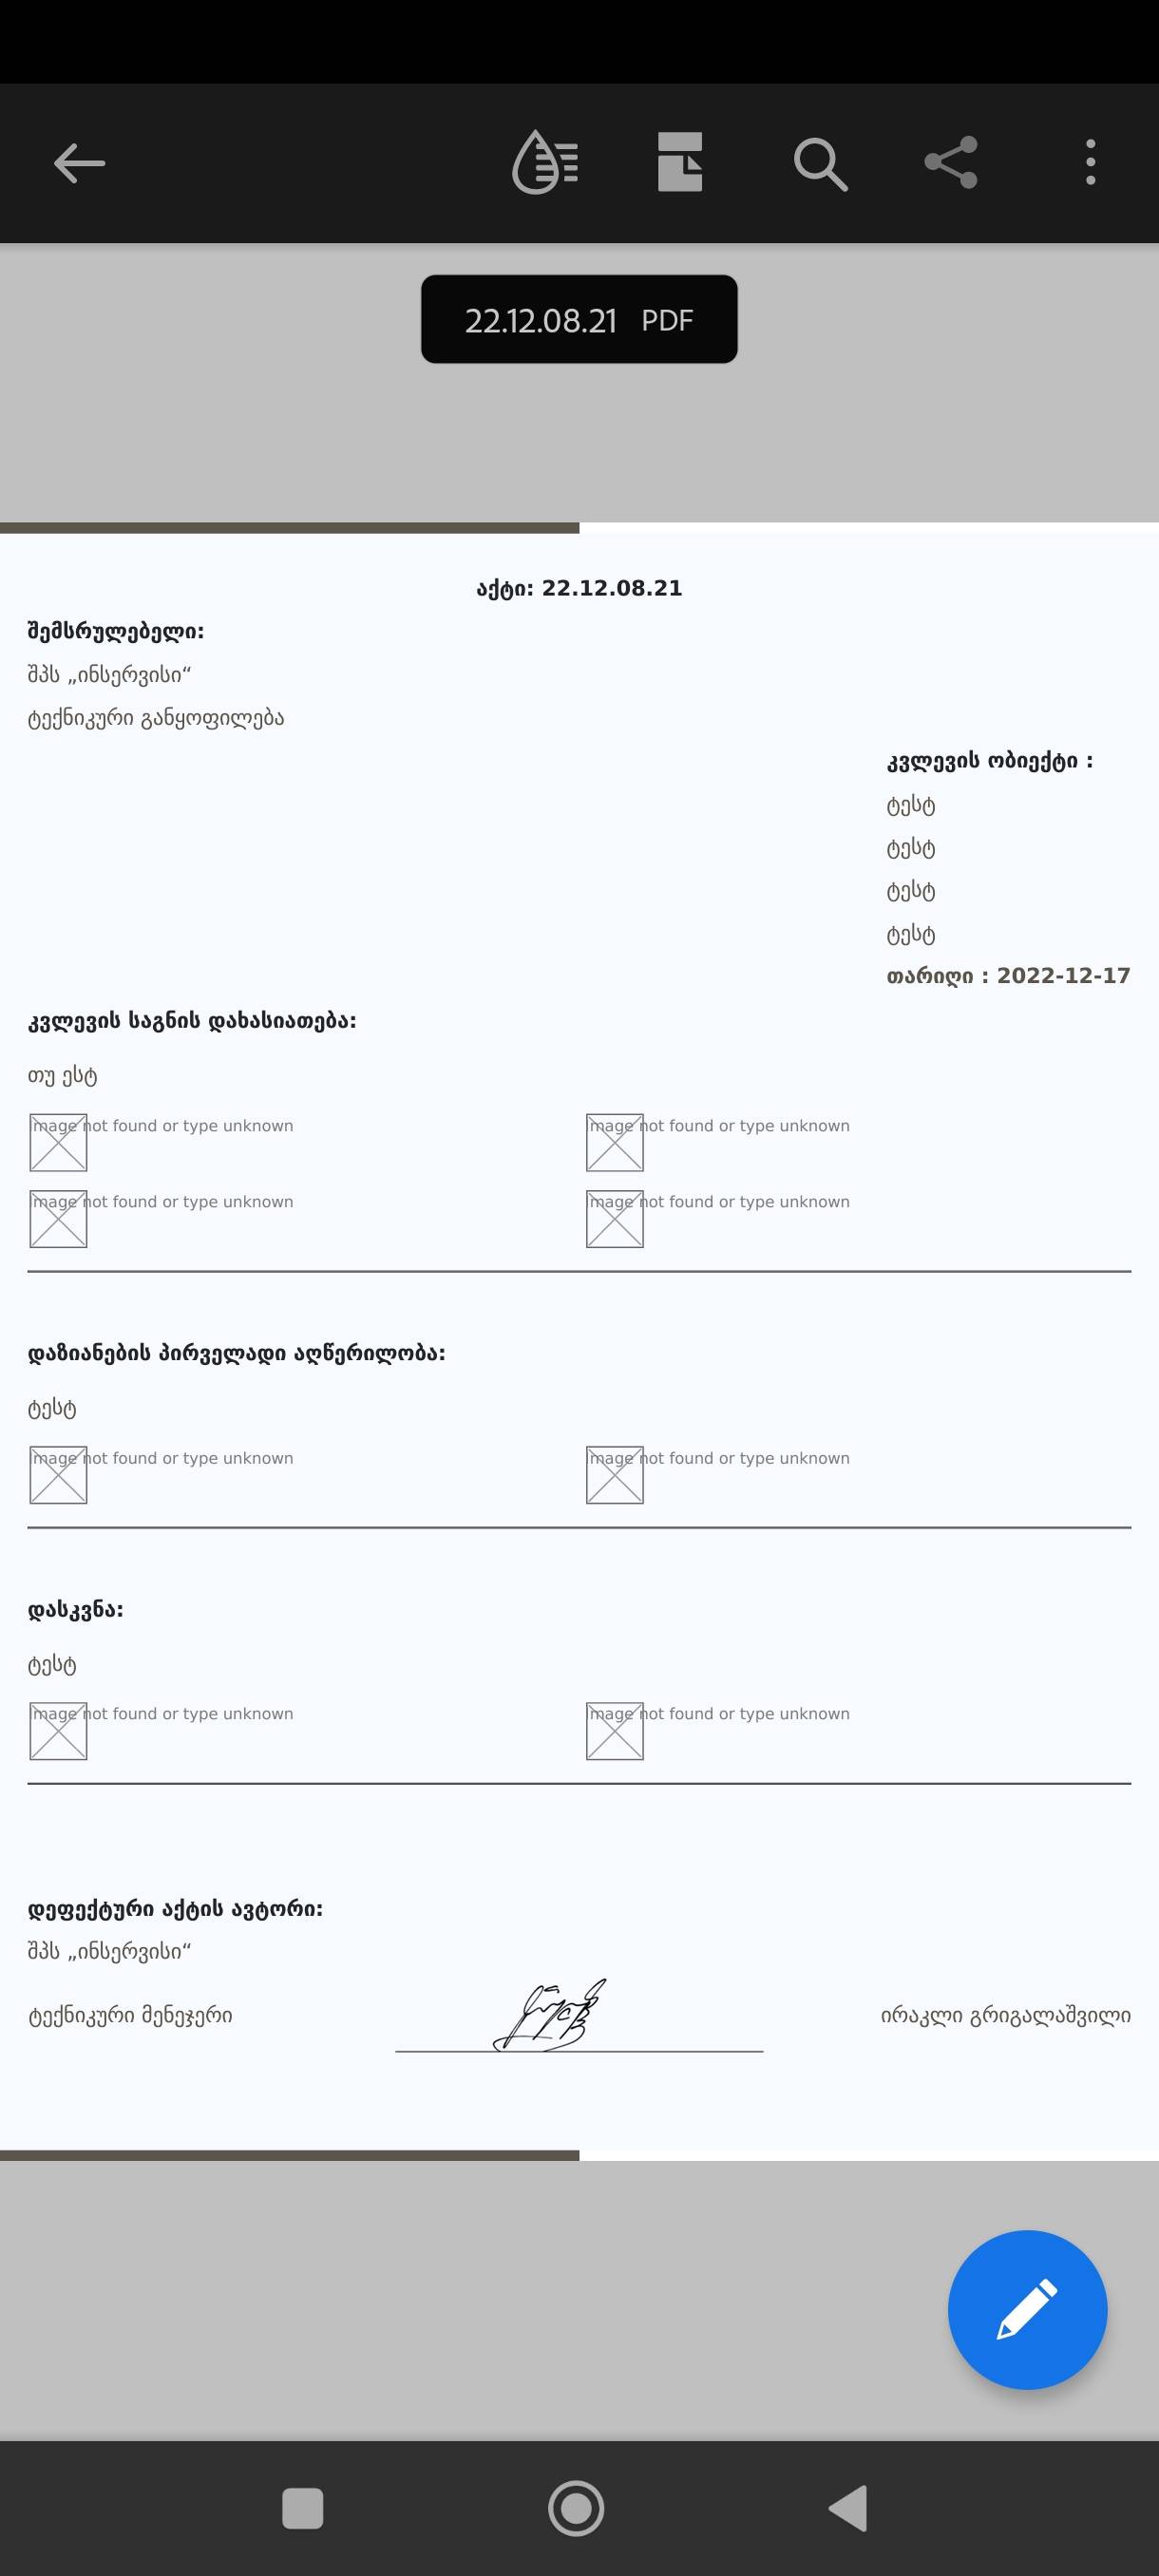 22.12.08.21 PDF
აქტი: 22.12.08.21
შემსრულებელი:
შპს „ინსერვისი“
ტექნიკური განყოფილება
კვლევის ობიექტი :
ტესტ
ტესტ
ტესტ
ტესტ
თარიღი : 2022-12-17
კვლევის საგნის დახასიათება:
თუ ესტ
Image not found or type unknown Image not found or type unknown
Image not found or type unknown Image not found or type unknown
დაზიანების პირველადი აღწერილობა:
ტესტ
Image not found or type unknown Image not found or type unknown
დასკვნა:
ტესტ
Image not found or type unknown Image not found or type unknown
დეფექტური აქტის ავტორი:
შპს „ინსერვისი“
ტექნიკური მენეჯერი ირაკლი გრიგალაშვილი